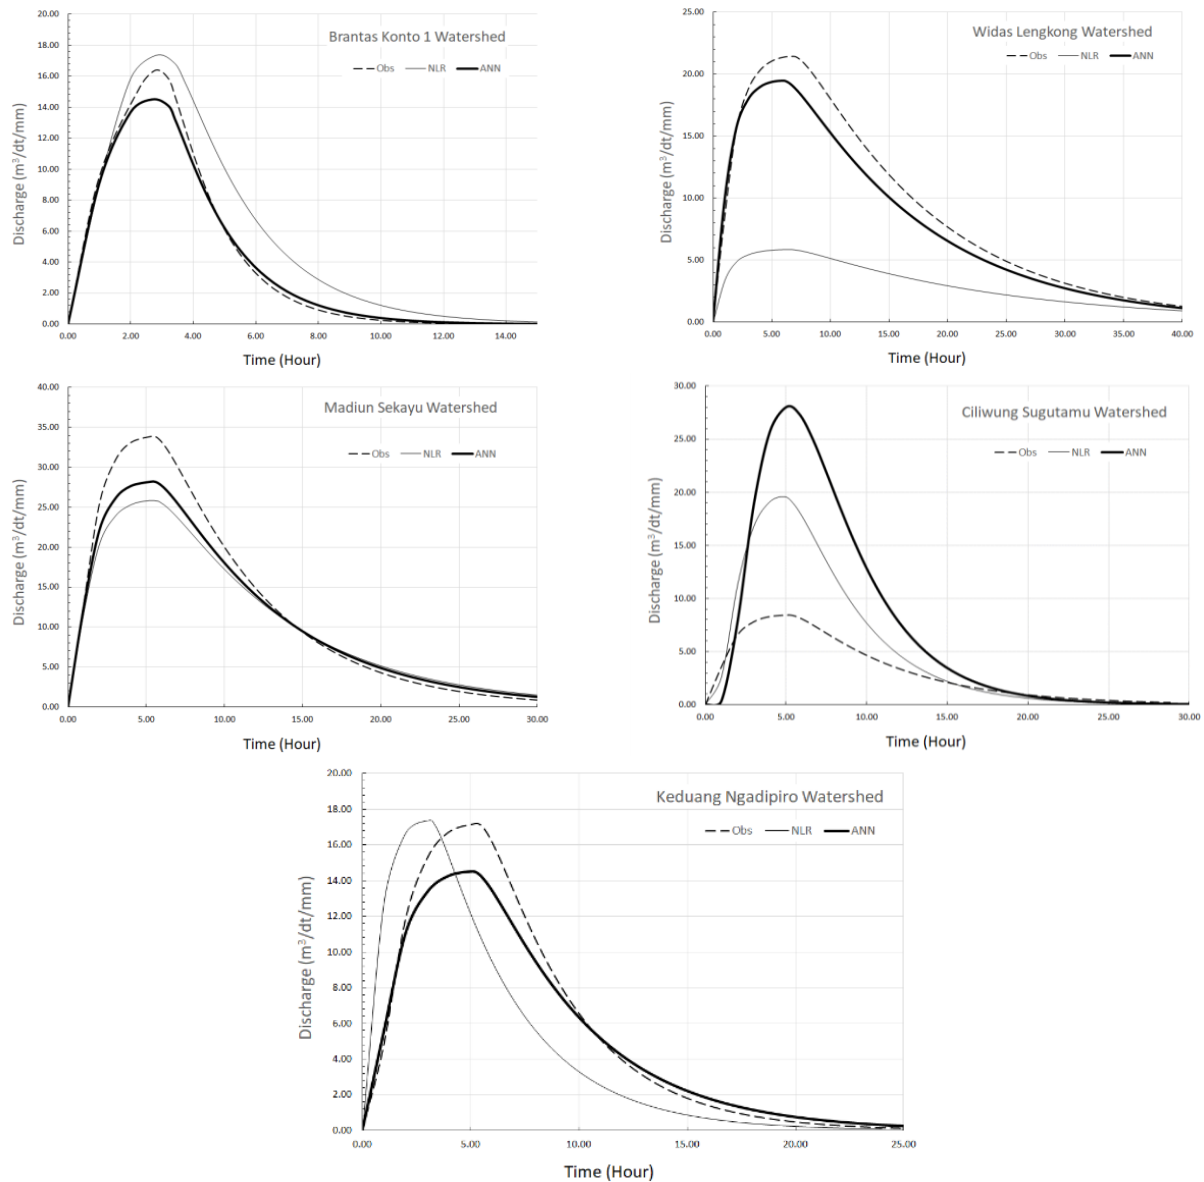 Brantas Konto 1 Watershed
Obs NLR ANN
20.00
18.00
16.00
14.00
12.00
10.00
8.00
6.00
4.00
2.00
0.00
Discharge (m³/dt/mm)
0.00 2.00 4.00 6.00 8.00 10.00 12.00 14.00
Time (Hour)
Widas Lengkong Watershed
Obs NLR ANN
25.00
20.00
15.00
10.00
5.00
0.00
Discharge (m³/dt/mm)
0.00 5.00 10.00 15.00 20.00 25.00 30.00 35.00 40.00
Time (Hour)
Madiun Sekayu Watershed
Obs NLR ANN
40.00
35.00
30.00
25.00
20.00
15.00
10.00
5.00
0.00
Discharge (m³/dt/mm)
0.00 5.00 10.00 15.00 20.00 25.00 30.00
Time (Hour)
Ciliwung Sugutamu Watershed
Obs NLR ANN
30.00
25.00
20.00
15.00
10.00
5.00
0.00
Discharge (m³/dt/mm)
0.00 5.00 10.00 15.00 20.00 25.00 30.00
Time (Hour)
Keduang Ngadipiro Watershed
Obs NLR ANN
20.00
18.00
16.00
14.00
12.00
10.00
8.00
6.00
4.00
2.00
0.00
Discharge (m³/dt/mm)
0.00 5.00 10.00 15.00 20.00 25.00
Time (Hour)